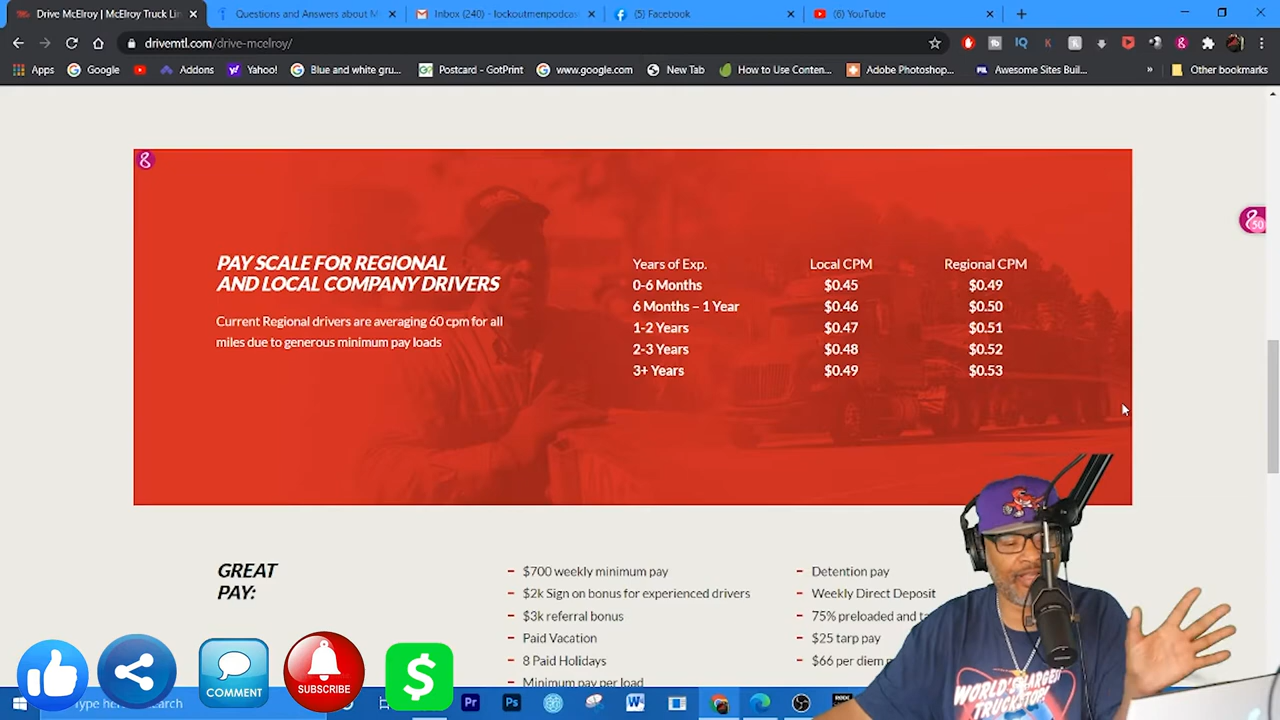 Drive McElroy | McElroy Truck Lin
Questions and Answers about M
Inbox (240) - lockoutmenpodcas
(5) Facebook
(6) YouTube
drivemtl.com/drive-mcelroy/
Apps
Google
Addons
Yahoo!
Blue and white gru...
Postcard - GotPrint
www.google.com
New Tab
How to Use Conten...
Adobe Photoshop...
Awesome Sites Buil...
»
Other bookmarks
50
PAY SCALE FOR REGIONAL
AND LOCAL COMPANY DRIVERS
Current Regional drivers are averaging 60 cpm for all
miles due to generous minimum pay loads
Years of Exp. Local CPM Regional CPM
0-6 Months $0.45 $0.49
6 Months – 1 Year $0.46 $0.50
1-2 Years $0.47 $0.51
2-3 Years $0.48 $0.52
3+ Years $0.49 $0.53
GREAT
PAY:
– $700 weekly minimum pay
– $2k Sign on bonus for experienced drivers
– $3k referral bonus
– Paid Vacation
– 8 Paid Holidays
Minimum pay per load
– Detention pay
– Weekly Direct Deposit
– 75% preloaded and ta
– $25 tarp pay
– $66 per diem
COMMENT
SUBSCRIBE
$
Type here
search
Pr
Ps
WORLD'S LARGEST
TRUCKSTOP!